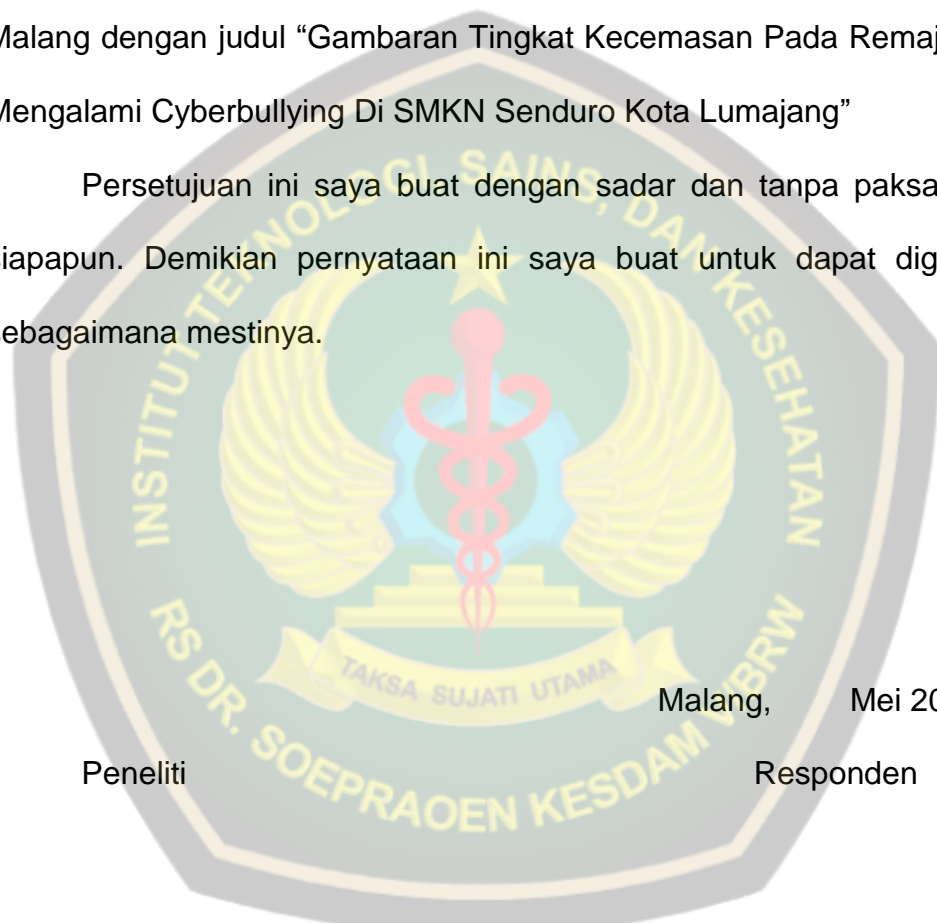 Malang dengan judul “Gambaran Tingkat Kecemasan Pada Remaj
Mengalami Cyberbullying Di SMKN Senduro Kota Lumajang”
Persetujuan ini saya buat dengan sadar dan tanpa paksa
siapapun. Demikian pernyataan ini saya buat untuk dapat dig
sebagaimana mestinya.
INSTITUT TEKNOLOGI, SAINS, DAN KESEHATAN
RS DR. SOEPRAOEN KESDAM V/BRW
TAKSA SUJATI UTAMA
Malang, Mei 20
Peneliti Responden